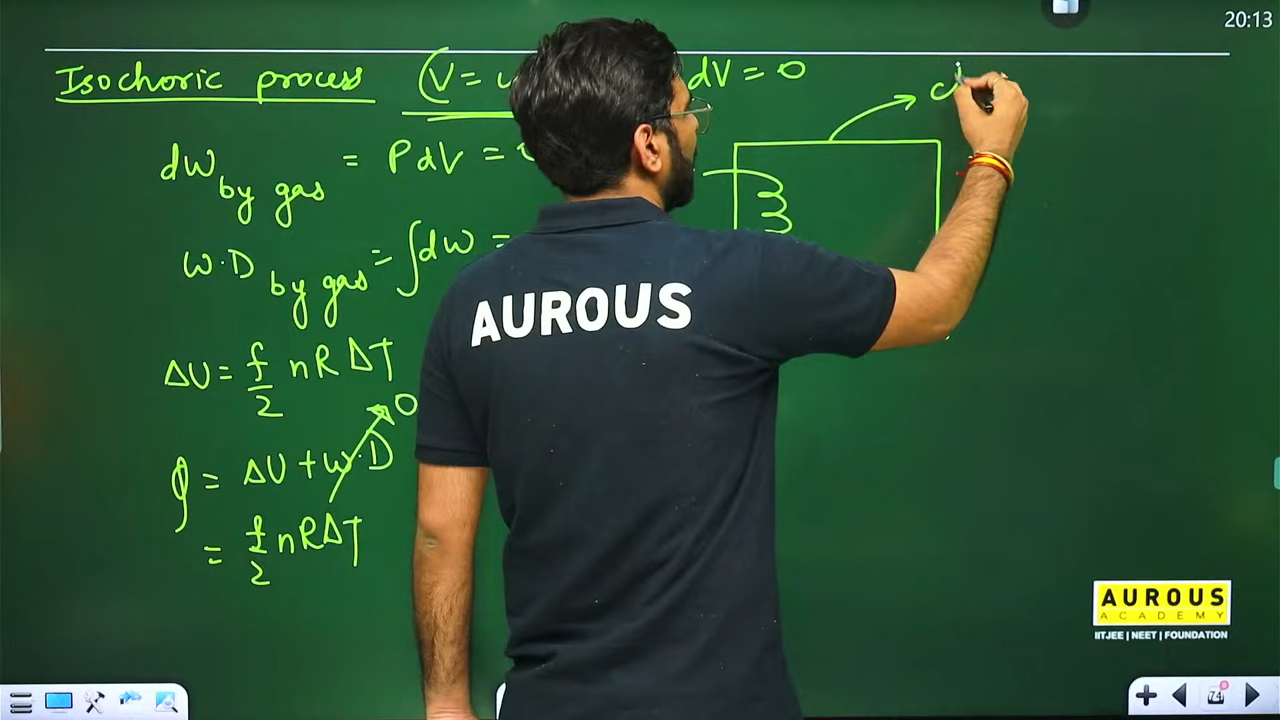 20:13
Isochoric process (V = dV = 0
dW by gas = PdV =
W.D by gas = ∫dW =
ΔU = f/2 nRΔT
Q = ΔU + W.D 0
= f/2 nRΔT
AUROUS
AUROUS
ACADEMY
IITJEE | NEET | FOUNDATION
74